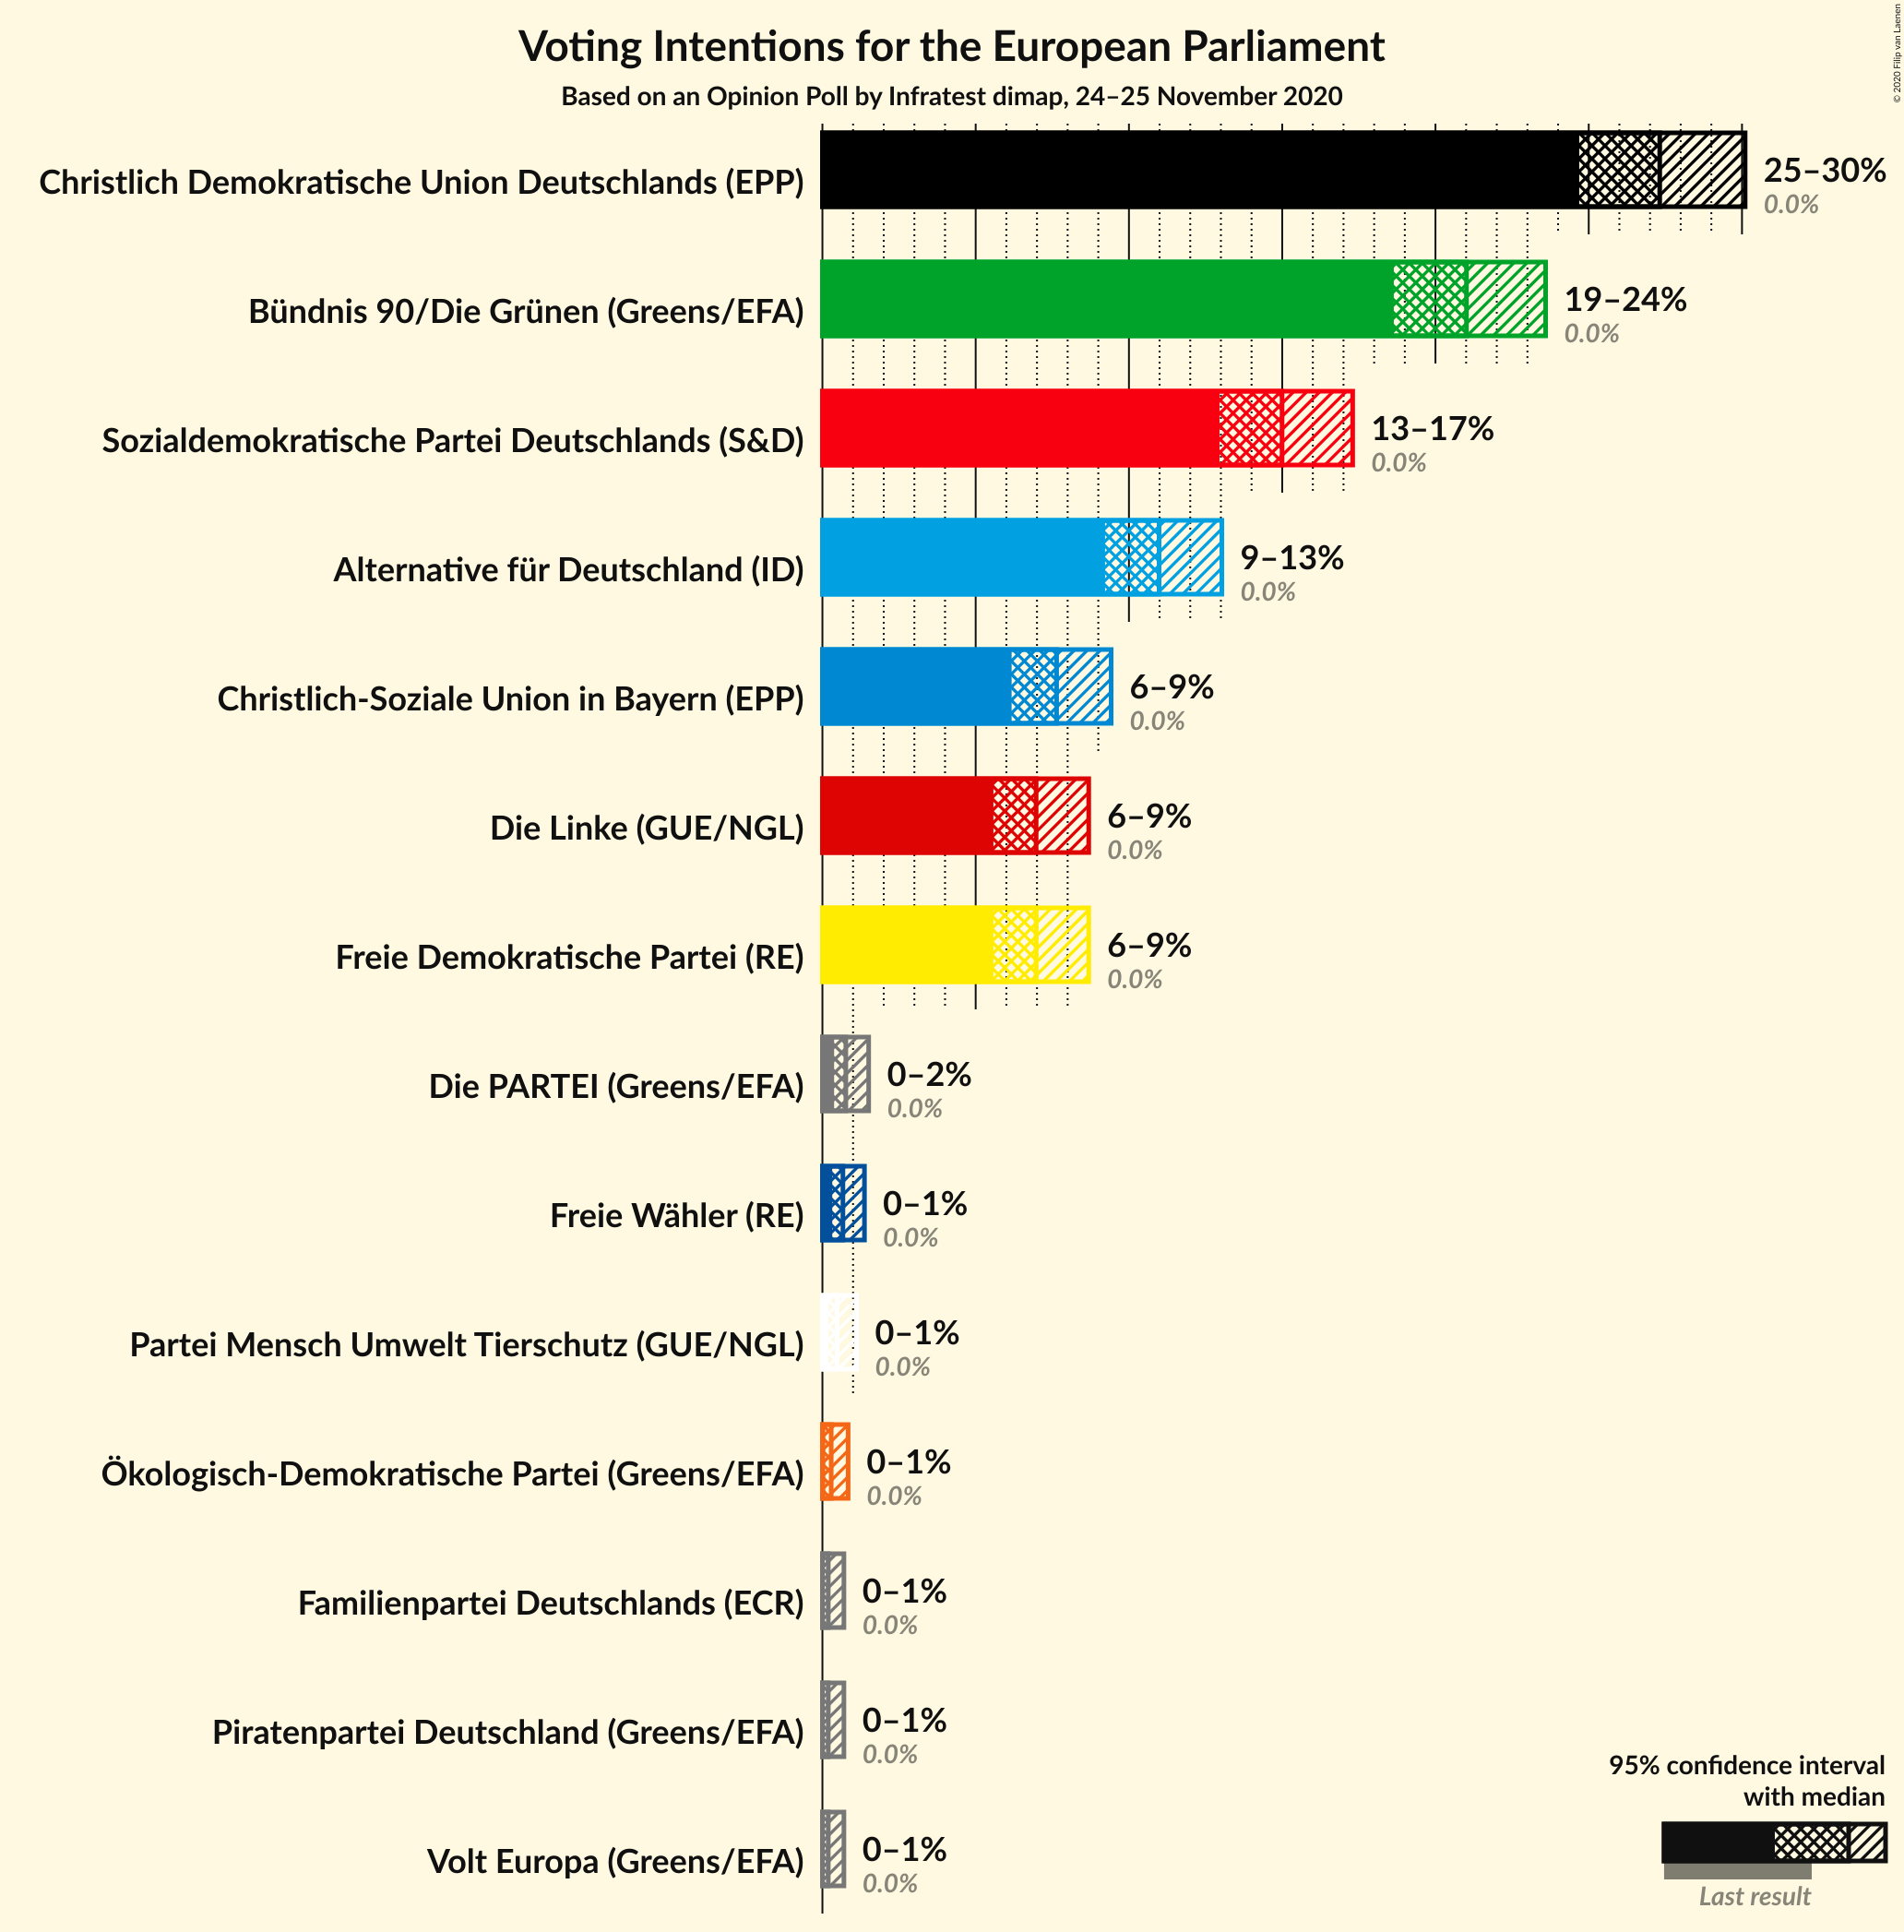 Voting Intentions for the European Parliament
Based on an Opinion Poll by Infratest dimap, 24–25 November 2020
© 2020 Filip van Laenen
Christlich Demokratische Union Deutschlands (EPP)
25–30%
0.0%
Bündnis 90/Die Grünen (Greens/EFA)
19–24%
0.0%
Sozialdemokratische Partei Deutschlands (S&D)
13–17%
0.0%
Alternative für Deutschland (ID)
9–13%
0.0%
Christlich-Soziale Union in Bayern (EPP)
6–9%
0.0%
Die Linke (GUE/NGL)
6–9%
0.0%
Freie Demokratische Partei (RE)
6–9%
0.0%
Die PARTEI (Greens/EFA)
0–2%
0.0%
Freie Wähler (RE)
0–1%
0.0%
Partei Mensch Umwelt Tierschutz (GUE/NGL)
0–1%
0.0%
Ökologisch-Demokratische Partei (Greens/EFA)
0–1%
0.0%
Familienpartei Deutschlands (ECR)
0–1%
0.0%
Piratenpartei Deutschland (Greens/EFA)
0–1%
0.0%
Volt Europa (Greens/EFA)
0–1%
0.0%
95% confidence interval
with median
Last result